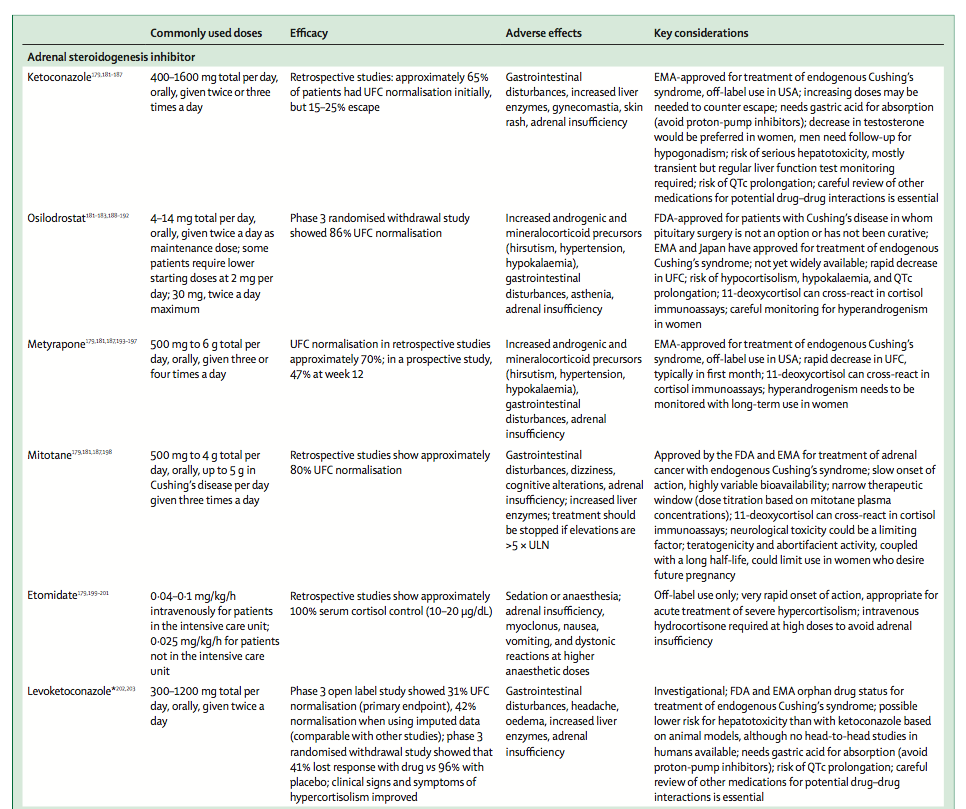 Commonly used doses Efficacy Adverse effects Key considerations
Adrenal steroidogenesis inhibitor
Ketoconazole179,181-187
400–1600 mg total per day,
orally, given twice or three
times a day
Retrospective studies: approximately 65%
of patients had UFC normalisation initially,
but 15–25% escape
Gastrointestinal
disturbances, increased liver
enzymes, gynecomastia, skin
rash, adrenal insufficiency
EMA-approved for treatment of endogenous Cushing's
syndrome, off-label use in USA; increasing doses may be
needed to counter escape; needs gastric acid for absorption
(avoid proton-pump inhibitors); decrease in testosterone
would be preferred in women, men need follow-up for
hypogonadism; risk of serious hepatotoxicity, mostly
transient but regular liver function test monitoring
required; risk of QTc prolongation; careful review of other
medications for potential drug–drug interactions is essential
Osilodrostat181-183,188-192
4–14 mg total per day,
orally, given twice a day as
maintenance dose; some
patients require lower
starting doses at 2 mg per
day; 30 mg, twice a day
maximum
Phase 3 randomised withdrawal study
showed 86% UFC normalisation
Increased androgenic and
mineralocorticoid precursors
(hirsutism, hypertension,
hypokalaemia),
gastrointestinal
disturbances, asthenia,
adrenal insufficiency
FDA-approved for patients with Cushing's disease in whom
pituitary surgery is not an option or has not been curative;
EMA and Japan have approved for treatment of endogenous
Cushing's syndrome; not yet widely available; rapid decrease
in UFC; risk of hypocortisolism, hypokalaemia, and QTc
prolongation; 11-deoxycortisol can cross-react in cortisol
immunoassays; careful monitoring for hyperandrogenism
in women
Metyrapone179,181,187,193-197
500 mg to 6 g total per
day, orally, given three or
four times a day
UFC normalisation in retrospective studies
approximately 70%; in a prospective study,
47% at week 12
Increased androgenic and
mineralocorticoid precursors
(hirsutism, hypertension,
hypokalaemia),
gastrointestinal
disturbances, adrenal
insufficiency
EMA-approved for treatment of endogenous Cushing's
syndrome, off-label use in USA; rapid decrease in UFC,
typically in first month; 11-deoxycortisol can cross-react in
cortisol immunoassays; hyperandrogenism needs to be
monitored with long-term use in women
Mitotane179,181,187,198
500 mg to 4 g total per
day, orally, up to 5 g in
Cushing's disease per day
given three times a day
Retrospective studies show approximately
80% UFC normalisation
Gastrointestinal
disturbances, dizziness,
cognitive alterations, adrenal
insufficiency; increased liver
enzymes; treatment should
be stopped if elevations are
>5 × ULN
Approved by the FDA and EMA for treatment of adrenal
cancer with endogenous Cushing's syndrome; slow onset of
action, highly variable bioavailability; narrow therapeutic
window (dose titration based on mitotane plasma
concentrations); 11-deoxycortisol can cross-react in cortisol
immunoassays; neurological toxicity could be a limiting
factor; teratogenicity and abortifacient activity, coupled
with a long half-life, could limit use in women who desire
future pregnancy
Etomidate179,199-201
0·04–0·1 mg/kg/h
intravenously for patients
in the intensive care unit;
0·025 mg/kg/h for patients
not in the intensive care
unit
Retrospective studies show approximately
100% serum cortisol control (10–20 µg/dL)
Sedation or anaesthesia;
adrenal insufficiency,
myoclonus, nausea,
vomiting, and dystonic
reactions at higher
anaesthetic doses
Off-label use only; very rapid onset of action, appropriate for
acute treatment of severe hypercortisolism; intravenous
hydrocortisone required at high doses to avoid adrenal
insufficiency
Levoketoconazole*202,203
300–1200 mg total per
day, orally, given twice a
day
Phase 3 open label study showed 31% UFC
normalisation (primary endpoint), 42%
normalisation when using imputed data
(comparable with other studies); phase 3
randomised withdrawal study showed that
41% lost response with drug vs 96% with
placebo; clinical signs and symptoms of
hypercortisolism improved
Gastrointestinal
disturbances, headache,
oedema, increased liver
enzymes, adrenal
insufficiency
Investigational; FDA and EMA orphan drug status for
treatment of endogenous Cushing's syndrome; possible
lower risk for hepatotoxicity than with ketoconazole based
on animal models, although no head-to-head studies in
humans available; needs gastric acid for absorption (avoid
proton-pump inhibitors); risk of QTc prolongation; careful
review of other medications for potential drug–drug
interactions is essential